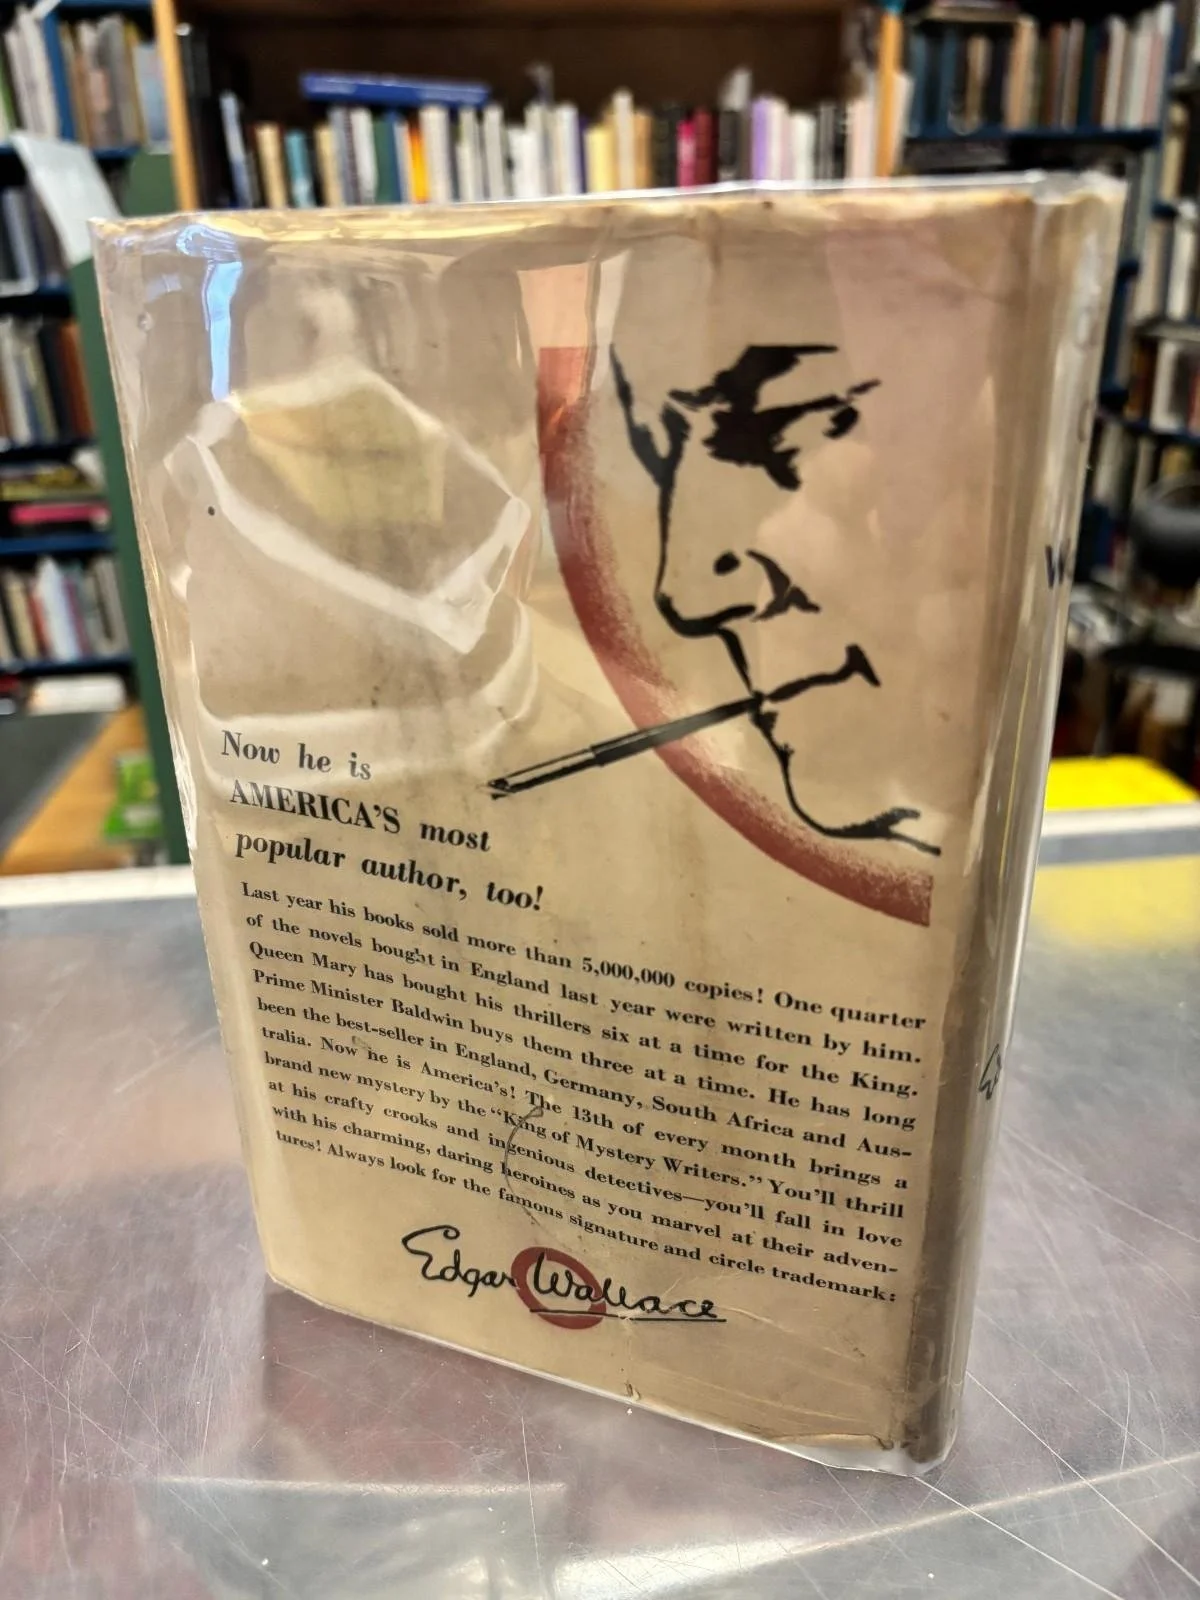 Now he is
AMERICA'S most
popular author, too!
Last year his books sold more than 5,000,000 copies! One quarter
of the novels bought in England last year were written by him.
Queen Mary has bought his thrillers six at a time for the King.
Prime Minister Baldwin buys them three at a time. He has long
been the best-seller in England, Germany, South Africa and Aus-
tralia. Now he is America's! The 13th of every month brings a
brand new mystery by the "King of Mystery Writers." You'll thrill
at his crafty crooks and ingenious detectives—you'll fall in love
with his charming, daring heroines as you marvel at their adven-
tures! Always look for the famous signature and circle trademark:
Edgar Wallace